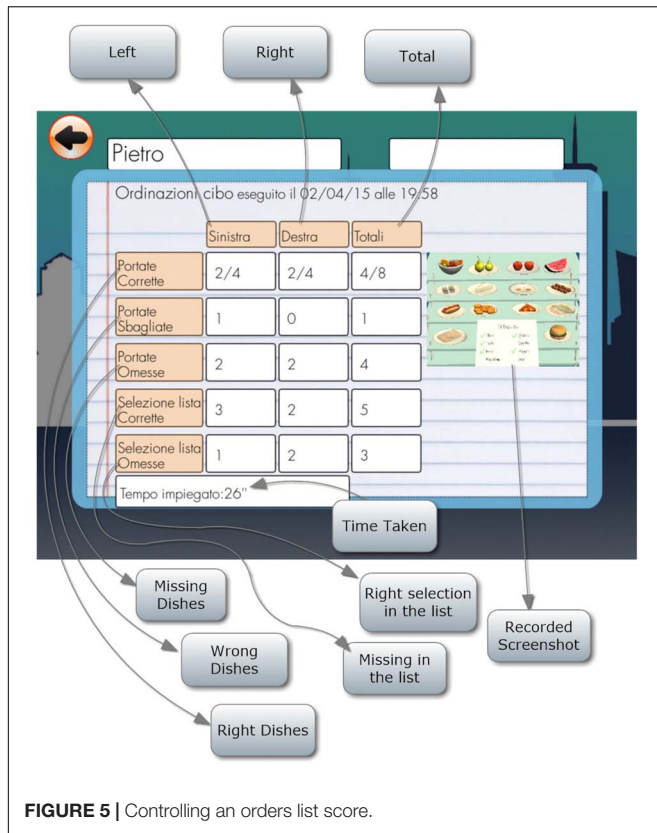 Left
Right
Total
Pietro
Ordinazioni cibo eseguito il 02/04/15 alle 19:58
Sinistra Destra Totali
Portate
Corrette
2/4 2/4 4/8
Portate
Sbagliate
1 0 1
Portate
Omesse
2 2 4
Selezione lista
Corrette
3 2 5
Selezione lista
Omesse
1 2 3
Tempo impiegato:26"
Time Taken
Missing
Dishes
Right selection
in the list
Recorded
Screenshot
Wrong
Dishes
Missing in
the list
Right Dishes
FIGURE 5 | Controlling an orders list score.